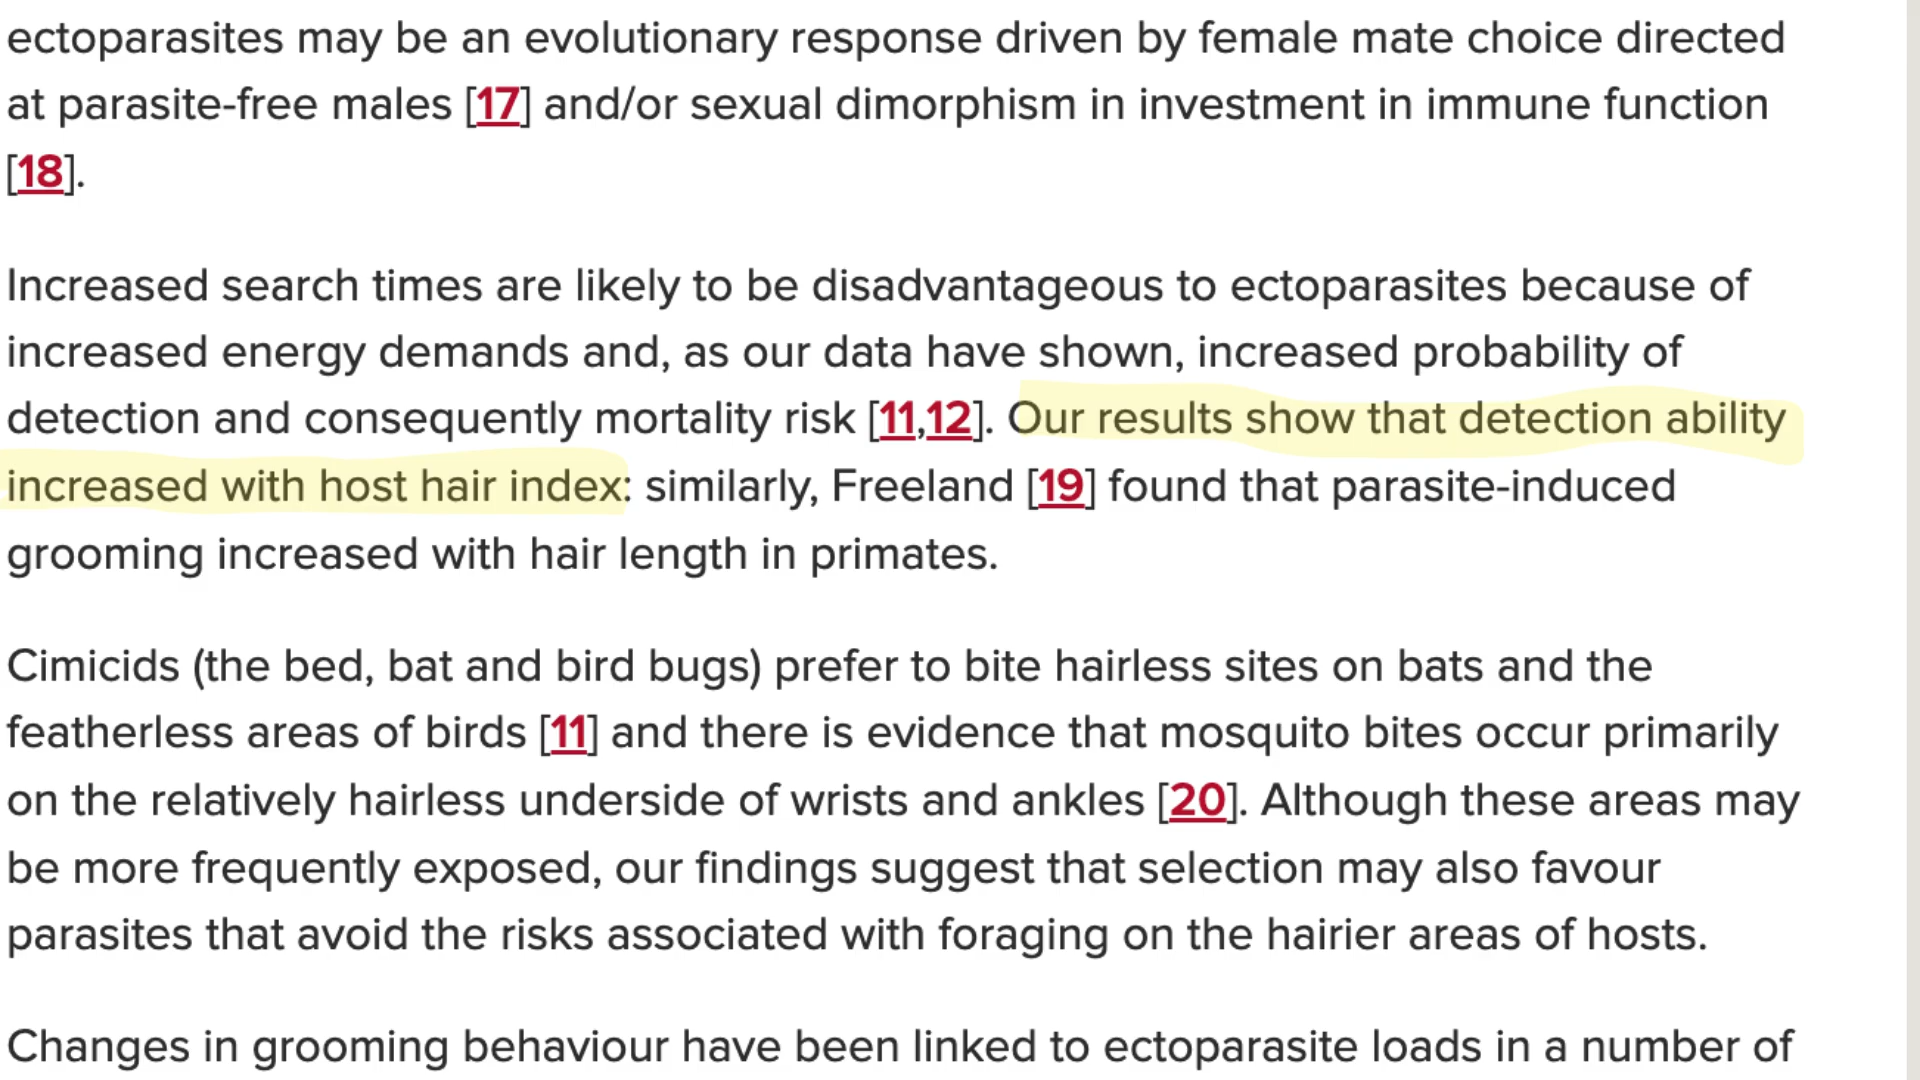 ectoparasites may be an evolutionary response driven by female mate choice directed
at parasite-free males [17] and/or sexual dimorphism in investment in immune function
[18].
Increased search times are likely to be disadvantageous to ectoparasites because of
increased energy demands and, as our data have shown, increased probability of
detection and consequently mortality risk [11,12]. Our results show that detection ability
increased with host hair index: similarly, Freeland [19] found that parasite-induced
grooming increased with hair length in primates.
Cimicids (the bed, bat and bird bugs) prefer to bite hairless sites on bats and the
featherless areas of birds [11] and there is evidence that mosquito bites occur primarily
on the relatively hairless underside of wrists and ankles [20]. Although these areas may
be more frequently exposed, our findings suggest that selection may also favour
parasites that avoid the risks associated with foraging on the hairier areas of hosts.
Changes in grooming behaviour have been linked to ectoparasite loads in a number of